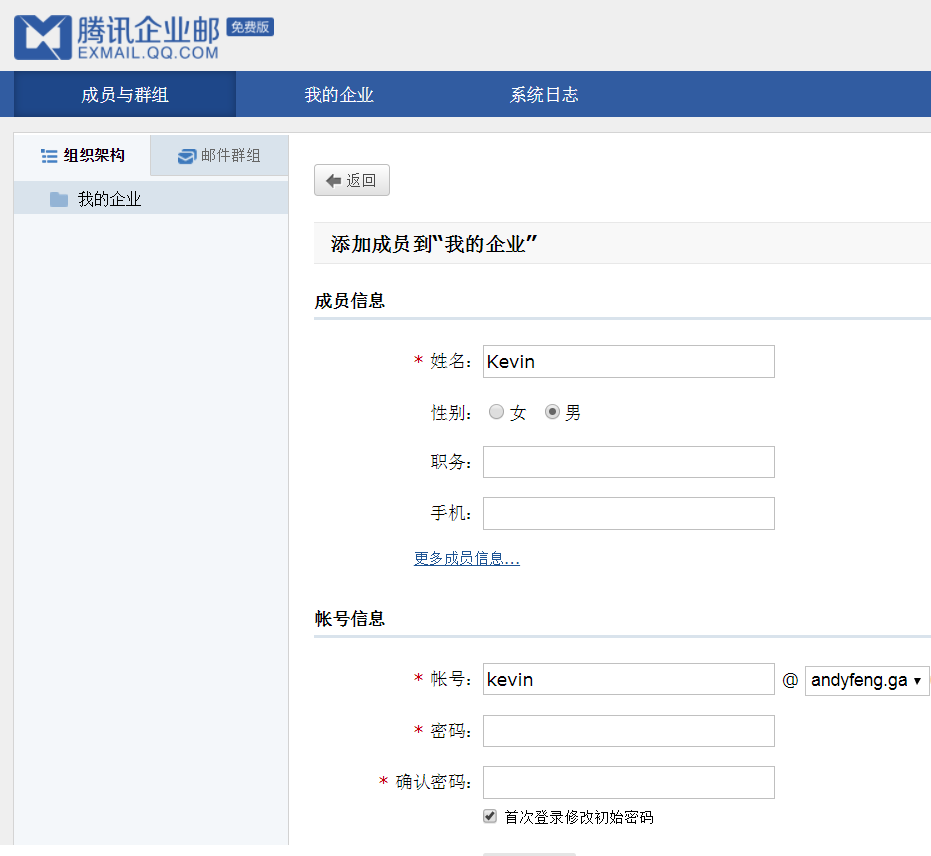 腾讯企业邮 免费版
EXMAIL.QQ.COM
成员与群组 我的企业 系统日志
组织架构 邮件群组
我的企业
返回
添加成员到“我的企业”
成员信息
* 姓名： Kevin
性别： 女 男
职务：
手机：
更多成员信息...
帐号信息
* 帐号： kevin @ andyfeng.ga
* 密码：
* 确认密码：
首次登录修改初始密码